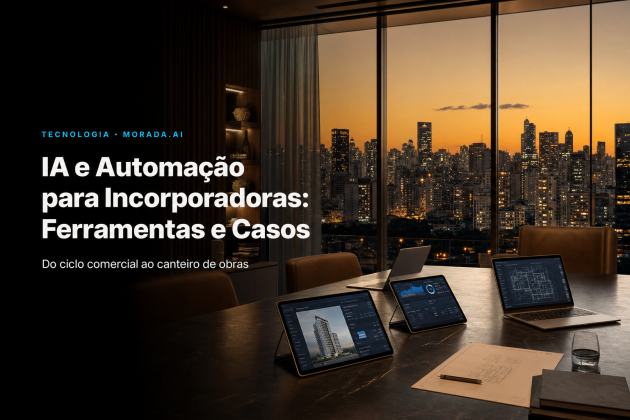 TECNOLOGIA • MORADA.AI
IA e Automação
para Incorporadoras:
Ferramentas e Casos
Do ciclo comercial ao canteiro de obras